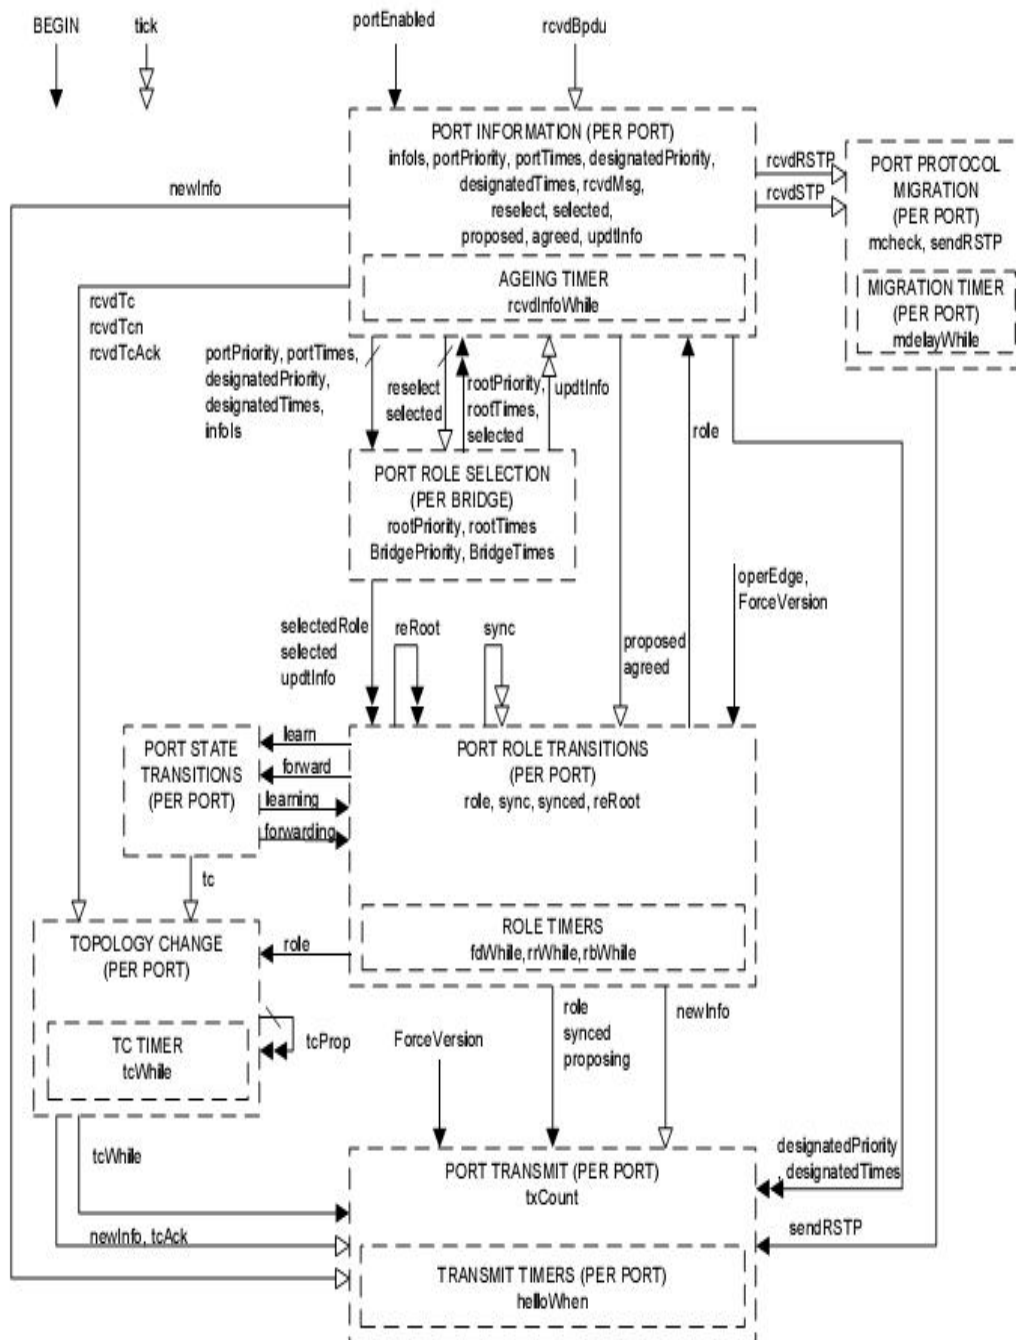 BEGIN
tick
portEnabled
rcvdBpdu
PORT INFORMATION (PER PORT)
infoIs, portPriority, portTimes, designatedPriority,
designatedTimes, rcvdMsg,
reselect, selected,
proposed, agreed, updtInfo
AGEING TIMER
rcvdInfoWhile
rcvdRSTP
rcvdSTP
PORT PROTOCOL
MIGRATION
(PER PORT)
mcheck, sendRSTP
MIGRATION TIMER
(PER PORT)
mdelayWhile
newInfo
rcvdTc
rcvdTcn
rcvdTcAck
portPriority, portTimes,
designatedPriority,
designatedTimes,
infoIs
reselect
selected
rootPriority,
rootTimes,
selected
updtInfo
role
PORT ROLE SELECTION
(PER BRIDGE)
rootPriority, rootTimes
BridgePriority, BridgeTimes
operEdge,
ForceVersion
selectedRole
selected
updtInfo
reRoot
sync
proposed
agreed
PORT STATE
TRANSITIONS
(PER PORT)
learn
forward
learning
forwarding
PORT ROLE TRANSITIONS
(PER PORT)
role, sync, synced, reRoot
ROLE TIMERS
fdWhile, rrWhile, rbWhile
tc
TOPOLOGY CHANGE
(PER PORT)
role
TC TIMER
tcWhile
tcProp
ForceVersion
role
synced
proposing
newInfo
tcWhile
newInfo, tcAck
PORT TRANSMIT (PER PORT)
txCount
TRANSMIT TIMERS (PER PORT)
helloWhen
designatedPriority
, designatedTimes
sendRSTP